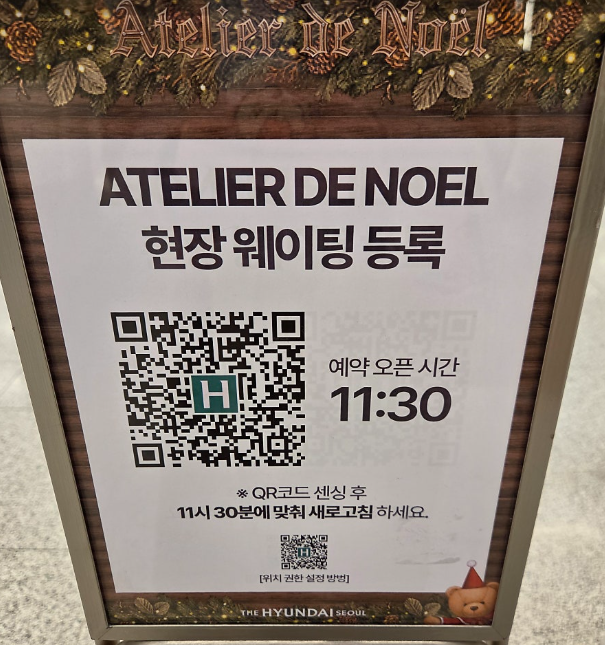 Atelier de Noël
ATELIER DE NOEL
현장 웨이팅 등록
H
예약 오픈 시간
11:30
※ QR코드 센싱 후
11시 30분에 맞춰 새로고침 하세요.
H
[위치 권한 설정 방법]
THE HYUNDAI SEOUL